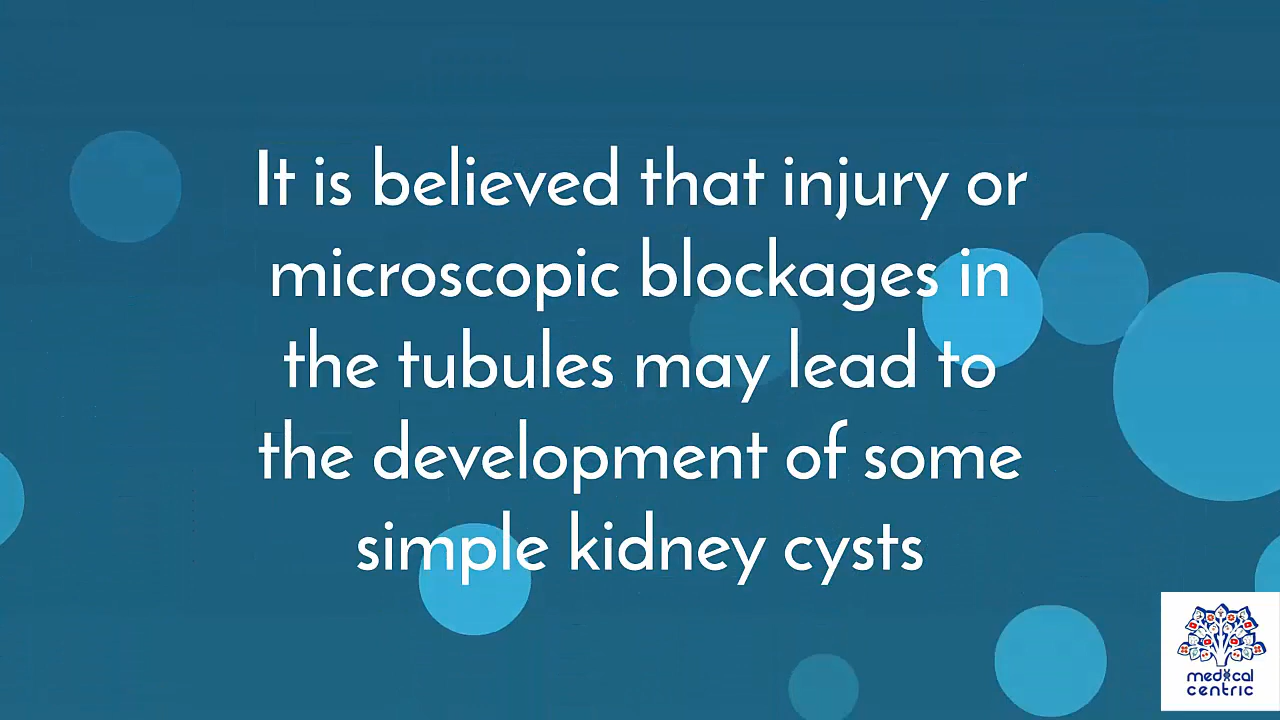 It is believed that injury or
microscopic blockages in
the tubules may lead to
the development of some
simple kidney cysts
medical
centric